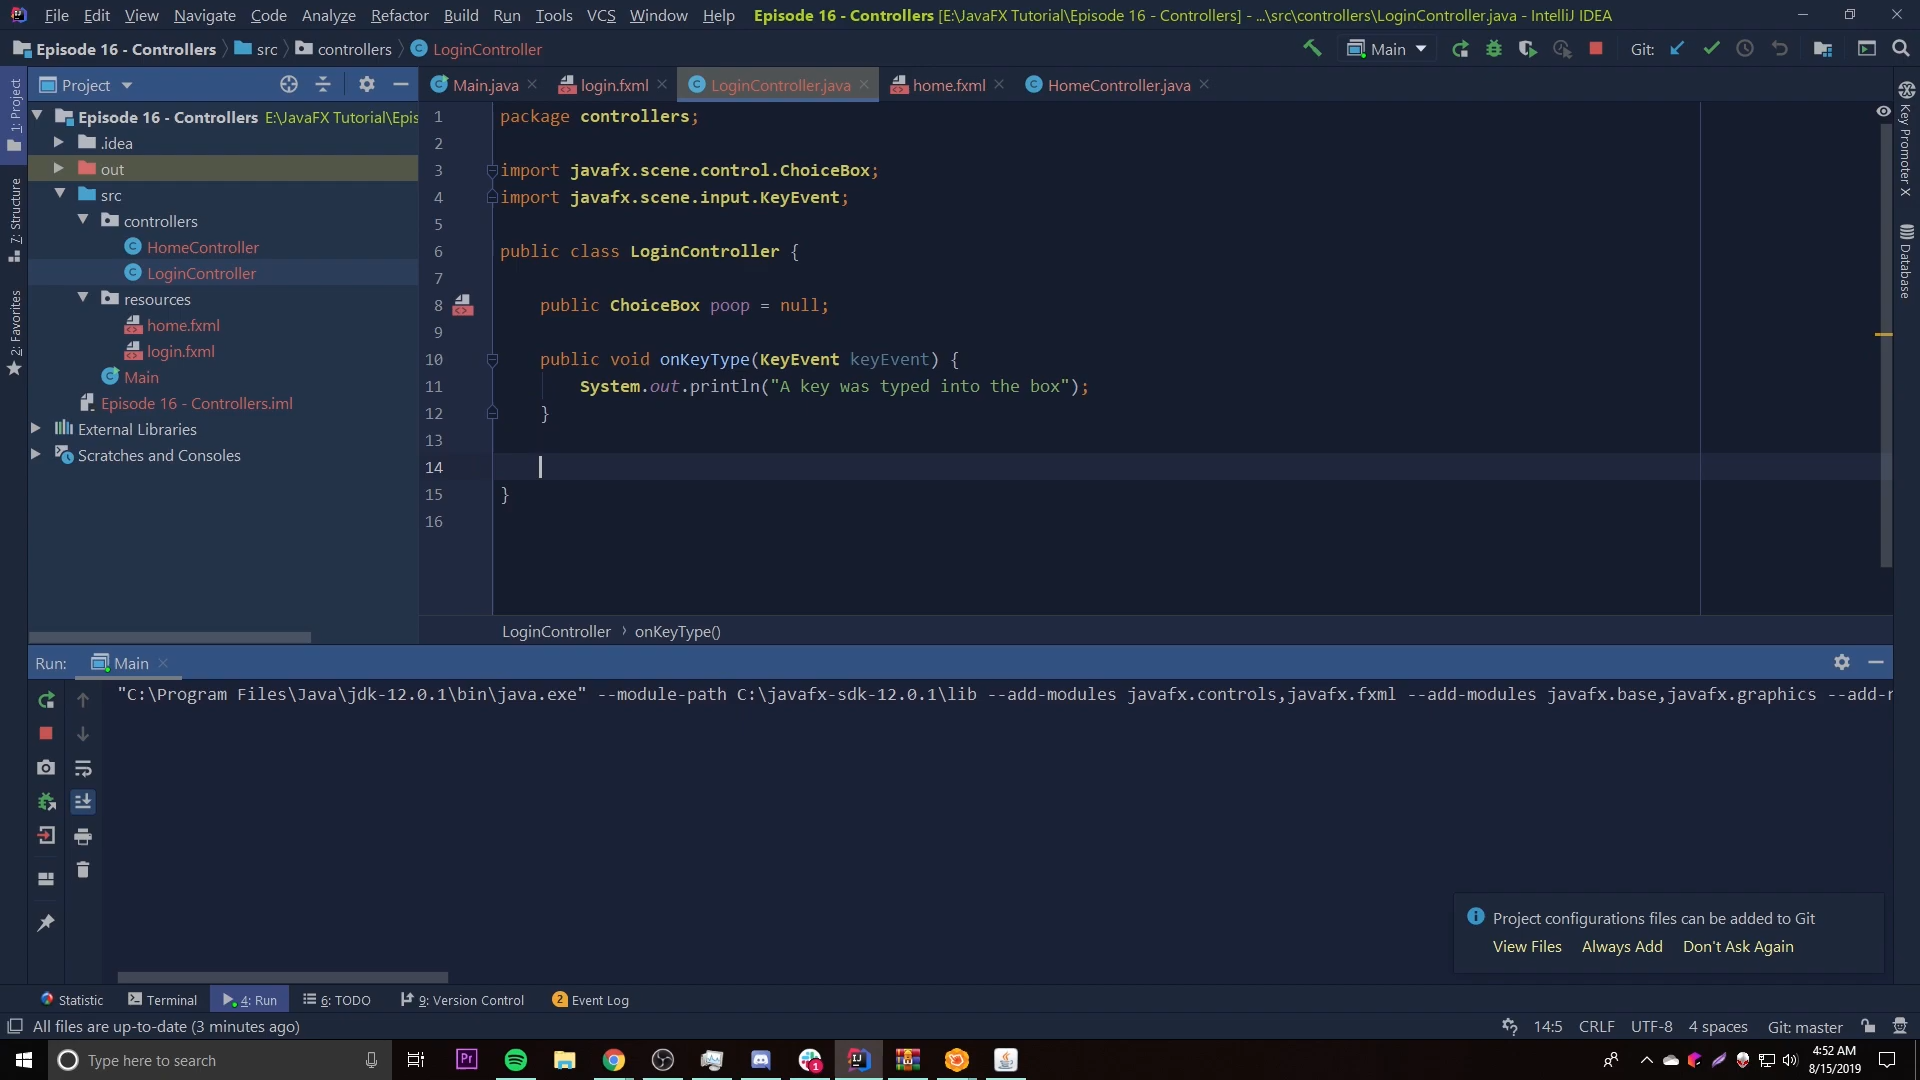 File Edit View Navigate Code Analyze Refactor Build Run Tools VCS Window Help Episode 16 - Controllers [E:\JavaFX Tutorial\Episode 16 - Controllers] - ...\src\controllers\LoginController.java - IntelliJ IDEA
Episode 16 - Controllers src controllers LoginController Main Git:
Project Main.java login.fxml LoginController.java home.fxml HomeController.java
1: Project
7: Structure
2: Favorites
Episode 16 - Controllers E:\JavaFX Tutorial\Epis
.idea
out
src
controllers
HomeController
LoginController
resources
home.fxml
login.fxml
Main
Episode 16 - Controllers.iml
External Libraries
Scratches and Consoles
1 package controllers;
2
3 import javafx.scene.control.ChoiceBox;
4 import javafx.scene.input.KeyEvent;
5
6 public class LoginController {
7
8 public ChoiceBox poop = null;
9
10 public void onKeyType(KeyEvent keyEvent) {
11 System.out.println("A key was typed into the box");
12 }
13
14
15 }
16
Key Promoter X
Database
LoginController › onKeyType()
Run: Main
"C:\Program Files\Java\jdk-12.0.1\bin\java.exe" --module-path C:\javafx-sdk-12.0.1\lib --add-modules javafx.controls,javafx.fxml --add-modules javafx.base,javafx.graphics --add-r
Project configurations files can be added to Git
View Files Always Add Don't Ask Again
Statistic Terminal 4: Run 6: TODO 9: Version Control 2 Event Log
All files are up-to-date (3 minutes ago) 14:5 CRLF UTF-8 4 spaces Git: master
Type here to search Pr 1 IJ 4:52 AM
8/15/2019